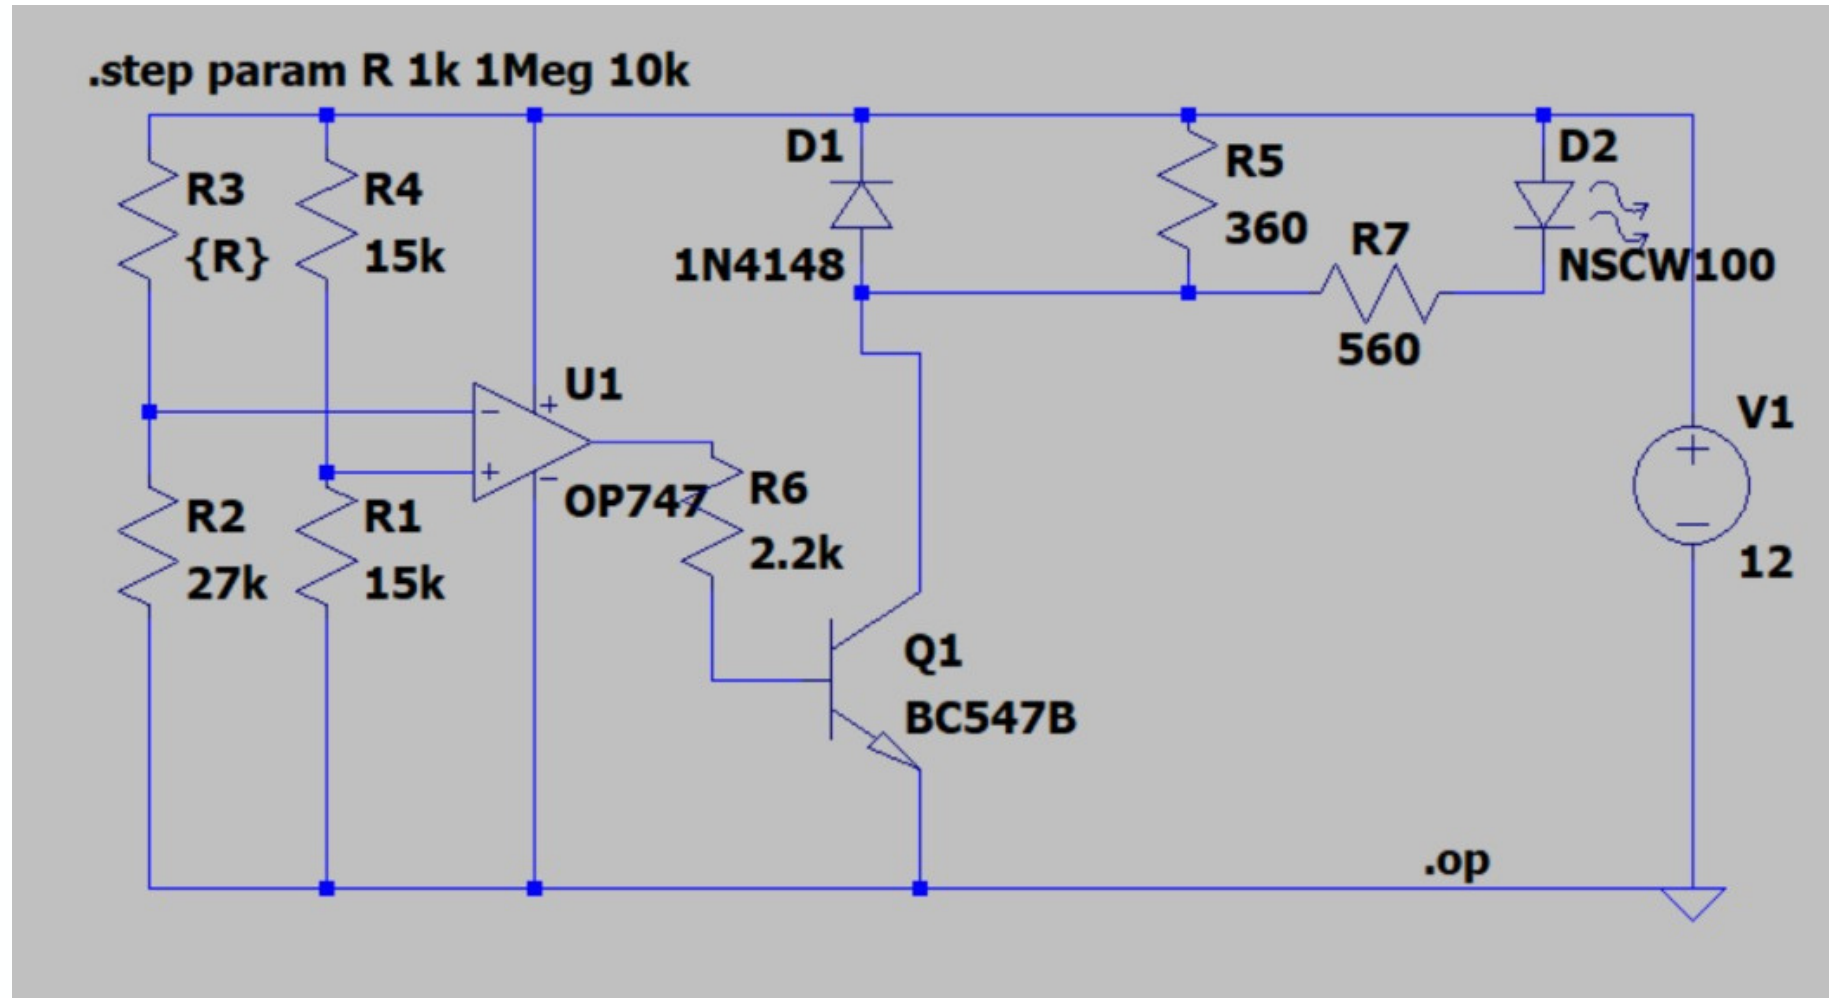 .step param R 1k 1Meg 10k
R3
{R}
R4
15k
D1
1N4148
R5
360
R7
560
D2
NSCW100
U1
OP747
R2
27k
R1
15k
R6
2.2k
Q1
BC547B
V1
12
.op